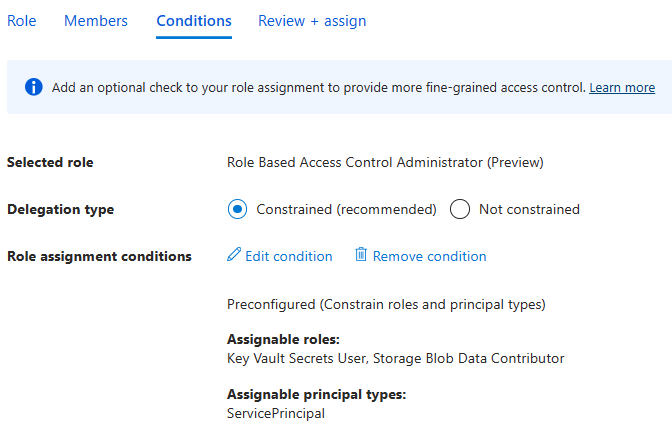 Role Members Conditions Review + assign
Add an optional check to your role assignment to provide more fine-grained access control. Learn more
Selected role Role Based Access Control Administrator (Preview)
Delegation type Constrained (recommended) Not constrained
Role assignment conditions Edit condition Remove condition
Preconfigured (Constrain roles and principal types)
Assignable roles:
Key Vault Secrets User, Storage Blob Data Contributor
Assignable principal types:
ServicePrincipal